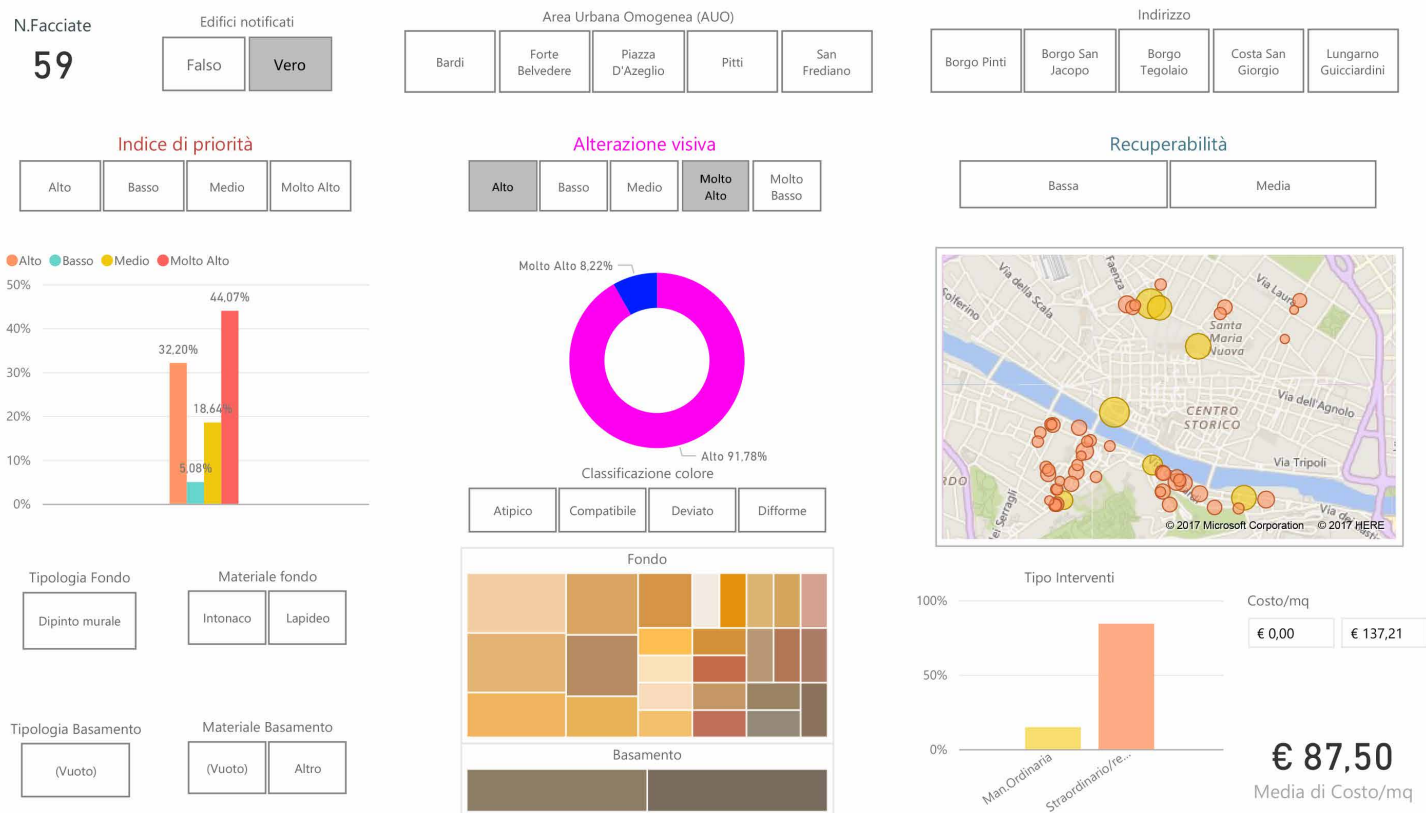 N.Facciate
59
Edifici notificati
Falso
Vero
Area Urbana Omogenea (AUO)
Bardi
Forte
Belvedere
Piazza
D'Azeglio
Pitti
San
Frediano
Indirizzo
Borgo Pinti
Borgo San
Jacopo
Borgo
Tegolaio
Costa San
Giorgio
Lungarno
Guicciardini
Indice di priorità
Alto
Basso
Medio
Molto Alto
Alterazione visiva
Alto
Basso
Medio
Molto
Alto
Molto
Basso
Recuperabilità
Bassa
Media
Alto
Basso
Medio
Molto Alto
50%
40%
30%
20%
10%
0%
32,20%
5,08%
18,64%
44,07%
Molto Alto 8,22%
Alto 91,78%
Classificazione colore
Atipico
Compatibile
Deviato
Difforme
Via della Scala
Faenza
Solferino
Via Laura
Santa
Maria
Nuova
Via dell'Agnolo
CENTRO
STORICO
Via Tripoli
RDO
ei Serragli
© 2017 Microsoft Corporation
© 2017 HERE
Tipologia Fondo
Dipinto murale
Materiale fondo
Intonaco
Lapideo
Tipologia Basamento
(Vuoto)
Materiale Basamento
(Vuoto)
Altro
Fondo
Basamento
Tipo Interventi
100%
50%
0%
Man.Ordinaria
Straordinario/re...
Costo/mq
€ 0,00
€ 137,21
€ 87,50
Media di Costo/mq